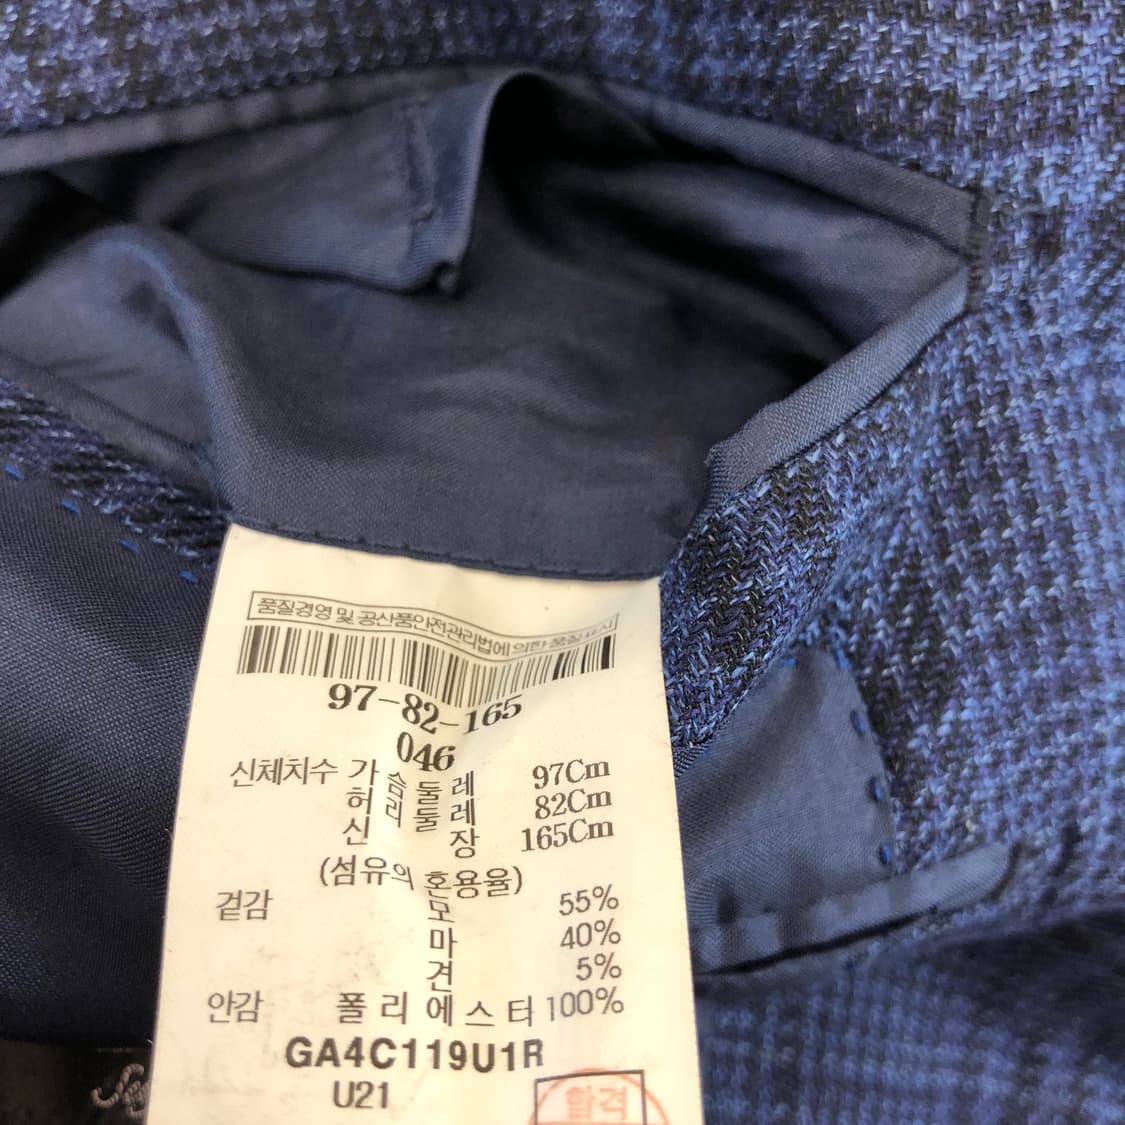 품질경영 및 공산품안전관리법에 의한 품질표시
97-82-165
046
신체치수 가슴둘레 97Cm
허리둘레 82Cm
신장 165Cm
(섬유의 혼용율)
겉감 모 55%
마 40%
견 5%
안감 폴리에스터 100%
GA4C119U1R
U21
합격